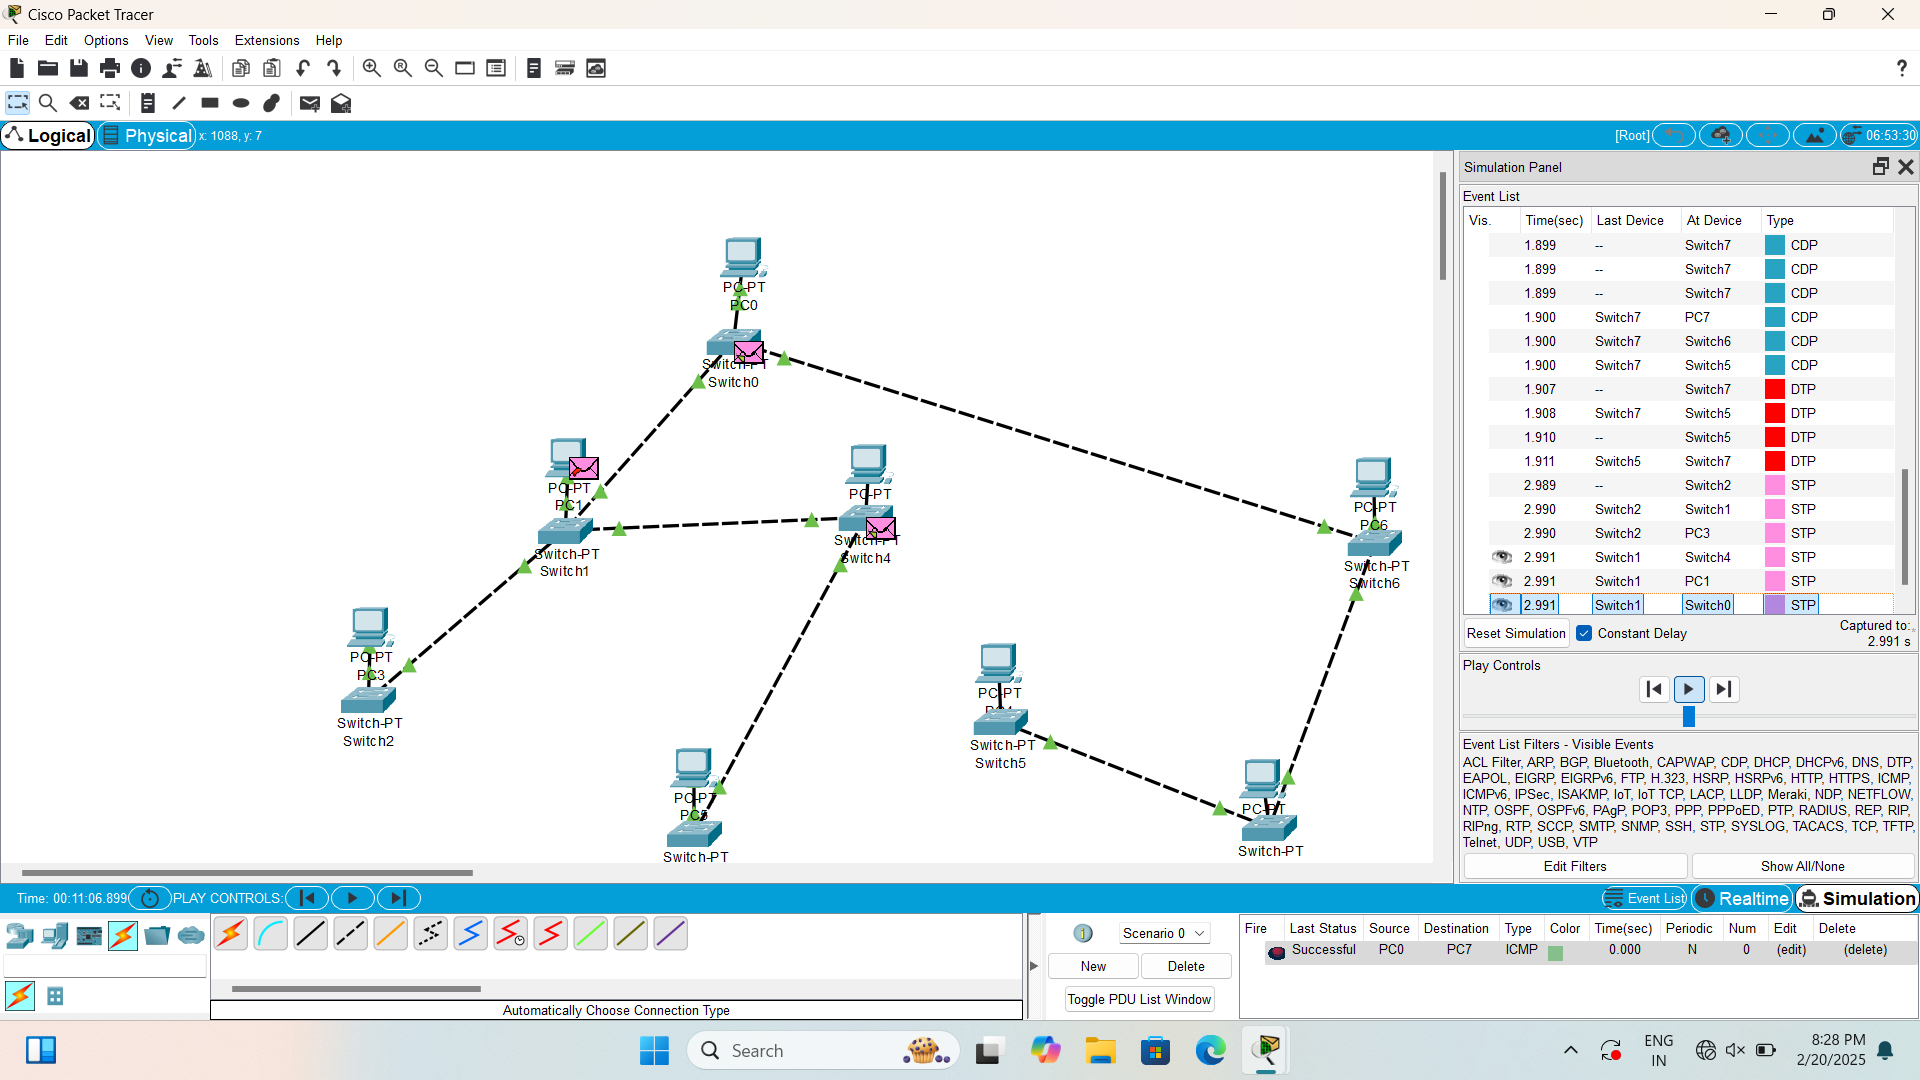 Cisco Packet Tracer
File Edit Options View Tools Extensions Help
Logical Physical x: 1088, y: 7
[Root] 06:53:30
PC-PT
PC0
Switch-PT
Switch0
PC-PT
PC1
Switch-PT
Switch1
PC-PT
Switch-PT
Switch4
PC-PT
PC6
Switch-PT
Switch6
PC-PT
PC3
Switch-PT
Switch2
PC-PT
Switch-PT
Switch5
PC-PT
PC5
Switch-PT
PC-PT
Switch-PT
Simulation Panel
Event List
Vis. Time(sec) Last Device At Device Type
1.899 -- Switch7 CDP
1.899 -- Switch7 CDP
1.899 -- Switch7 CDP
1.900 Switch7 PC7 CDP
1.900 Switch7 Switch6 CDP
1.900 Switch7 Switch5 CDP
1.907 -- Switch7 DTP
1.908 Switch7 Switch5 DTP
1.910 -- Switch5 DTP
1.911 Switch5 Switch7 DTP
2.989 -- Switch2 STP
2.990 Switch2 Switch1 STP
2.990 Switch2 PC3 STP
2.991 Switch1 Switch4 STP
2.991 Switch1 PC1 STP
2.991 Switch1 Switch0 STP
Reset Simulation Constant Delay Captured to:
2.991 s
Play Controls
Event List Filters - Visible Events
ACL Filter, ARP, BGP, Bluetooth, CAPWAP, CDP, DHCP, DHCPv6, DNS, DTP,
EAPOL, EIGRP, EIGRPv6, FTP, H.323, HSRP, HSRPv6, HTTP, HTTPS, ICMP,
ICMPv6, IPSec, ISAKMP, IoT, IoT TCP, LACP, LLDP, Meraki, NDP, NETFLOW,
NTP, OSPF, OSPFv6, PAgP, POP3, PPP, PPPoED, PTP, RADIUS, REP, RIP,
RIPng, RTP, SCCP, SMTP, SNMP, SSH, STP, SYSLOG, TACACS, TCP, TFTP,
Telnet, UDP, USB, VTP
Edit Filters Show All/None
Time: 00:11:06.899 PLAY CONTROLS: Event List Realtime Simulation
Automatically Choose Connection Type
Scenario 0
New Delete
Toggle PDU List Window
Fire Last Status Source Destination Type Color Time(sec) Periodic Num Edit Delete
Successful PC0 PC7 ICMP 0.000 N 0 (edit) (delete)
Search
ENG
IN
8:28 PM
2/20/2025